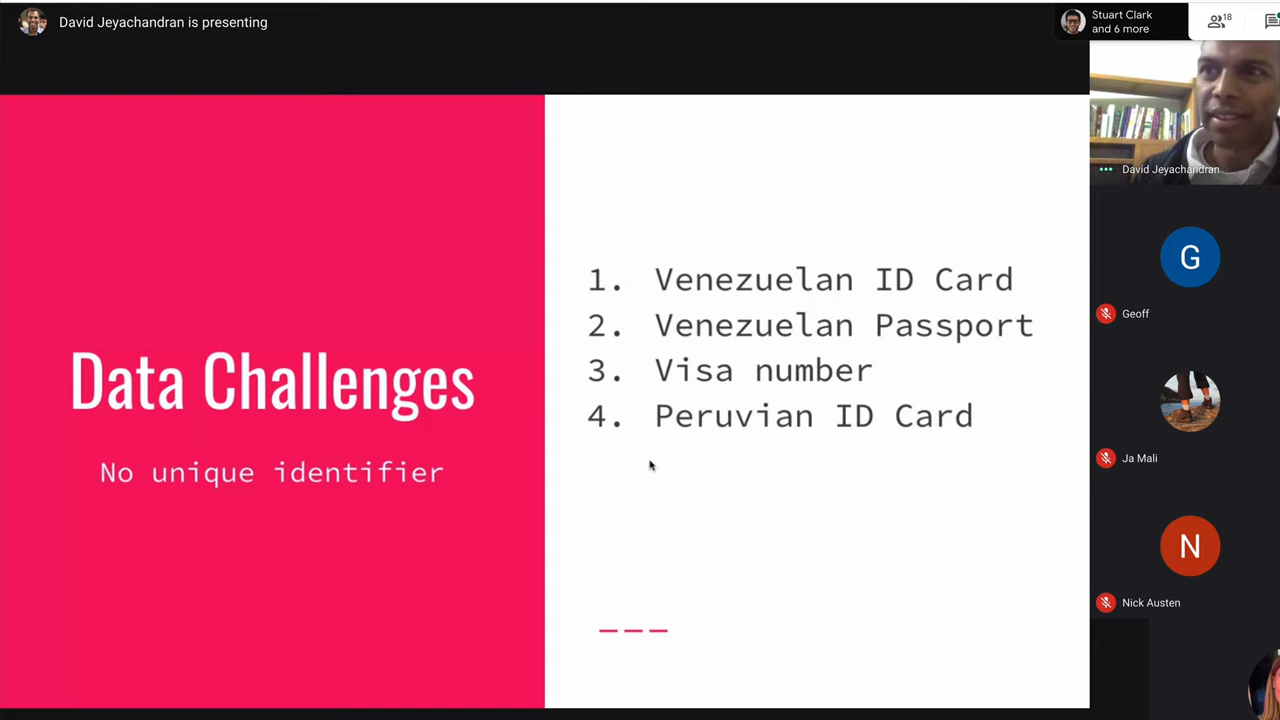 David Jeyachandran is presenting
Stuart Clark
and 6 more
18
Data Challenges
No unique identifier
1. Venezuelan ID Card
2. Venezuelan Passport
3. Visa number
4. Peruvian ID Card
David Jeyachandran
G
Geoff
Ja Mali
N
Nick Austen